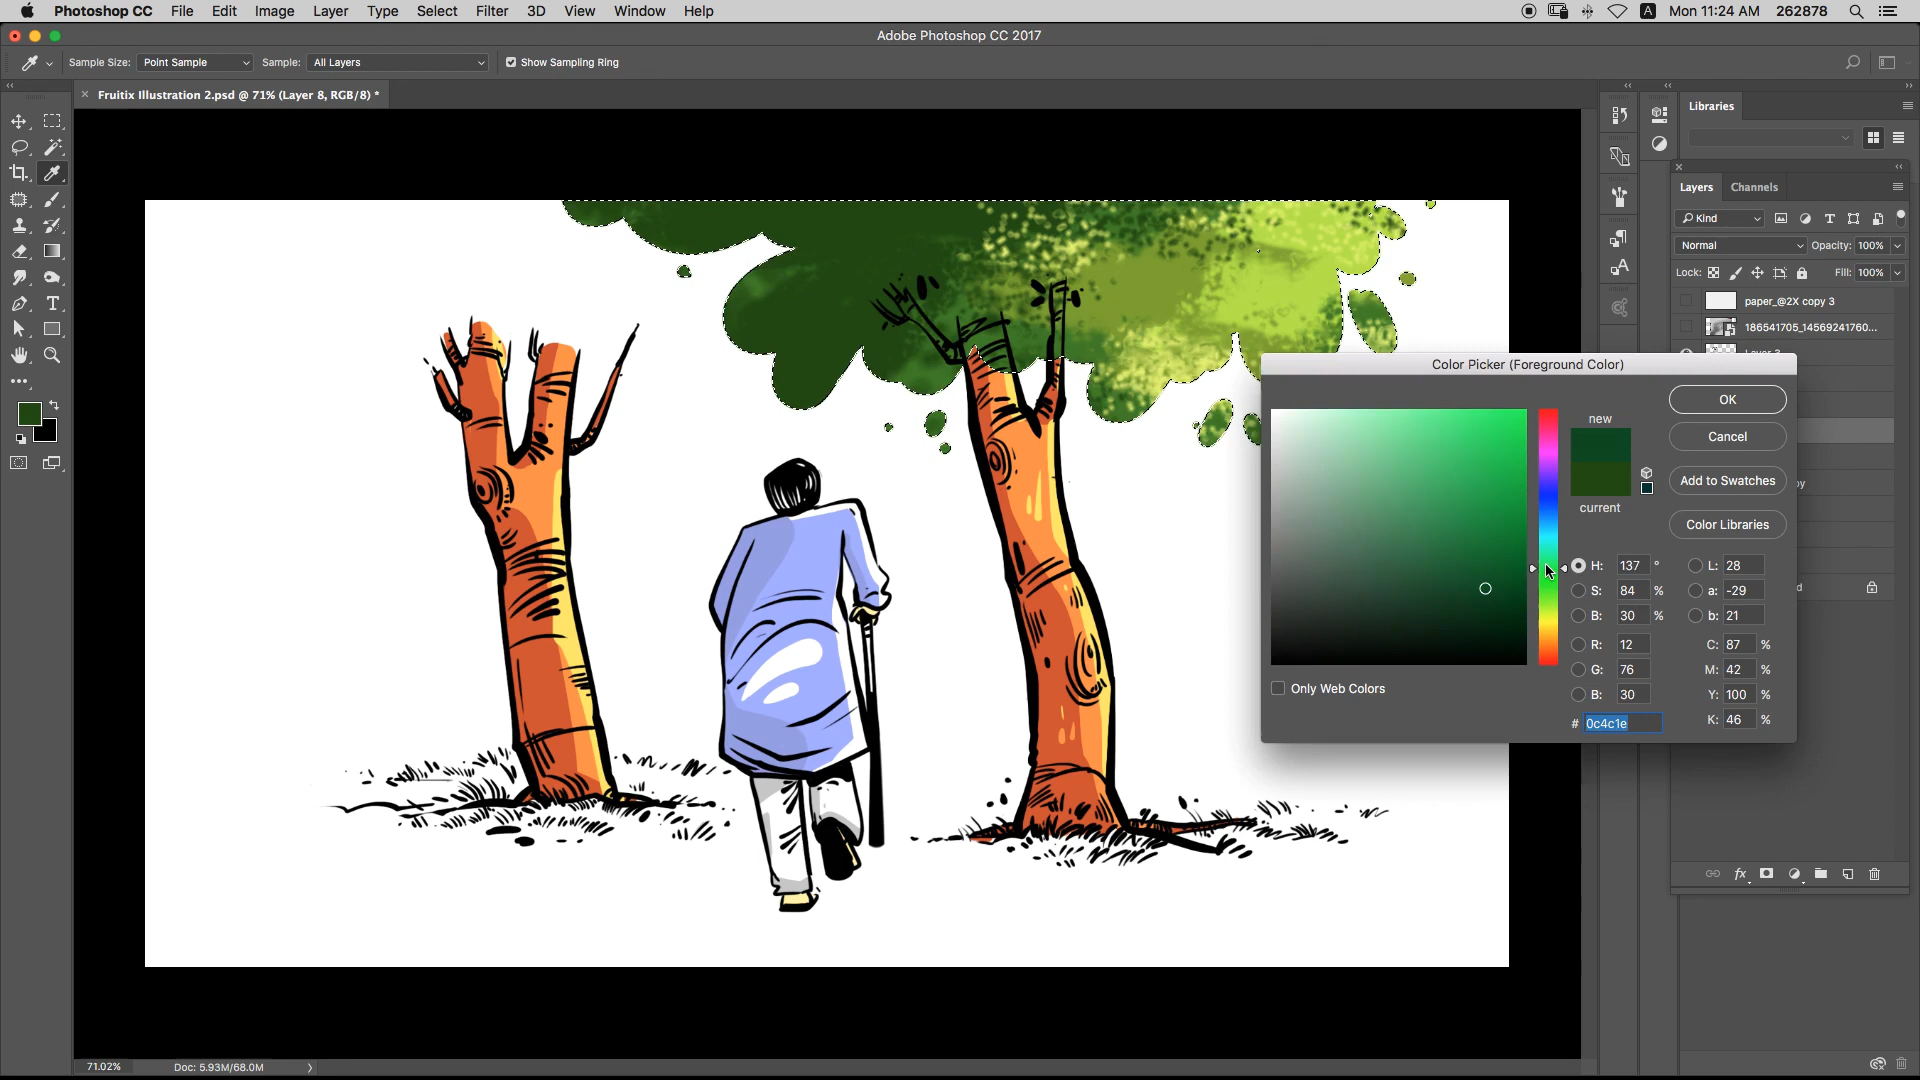 Photoshop CC File Edit Image Layer Type Select Filter 3D View Window Help A Mon 11:24 AM 262878
Adobe Photoshop CC 2017
Sample Size: Point Sample Sample: All Layers Show Sampling Ring
× Fruitix Illustration 2.psd @ 71% (Layer 8, RGB/8) *
Libraries
Layers Channels
Kind
Normal Opacity: 100%
Lock: Fill: 100%
paper_@2X copy 3
186541705_14569241760...
Color Picker (Foreground Color)
OK
new
Cancel
Add to Swatches
current
Color Libraries
H: 137 °
L: 28
S: 84 %
a: -29
B: 30 %
b: 21
R: 12
C: 87 %
G: 76
M: 42 %
B: 30
Y: 100 %
# 0c4c1e
K: 46 %
Only Web Colors
fx
71.02% Doc: 5.93M/68.0M